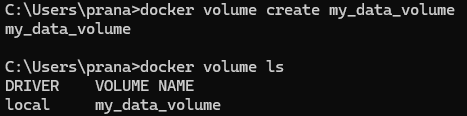 C:\Users\prana>docker volume create my_data_volume
my_data_volume
C:\Users\prana>docker volume ls
DRIVER    VOLUME NAME
local     my_data_volume